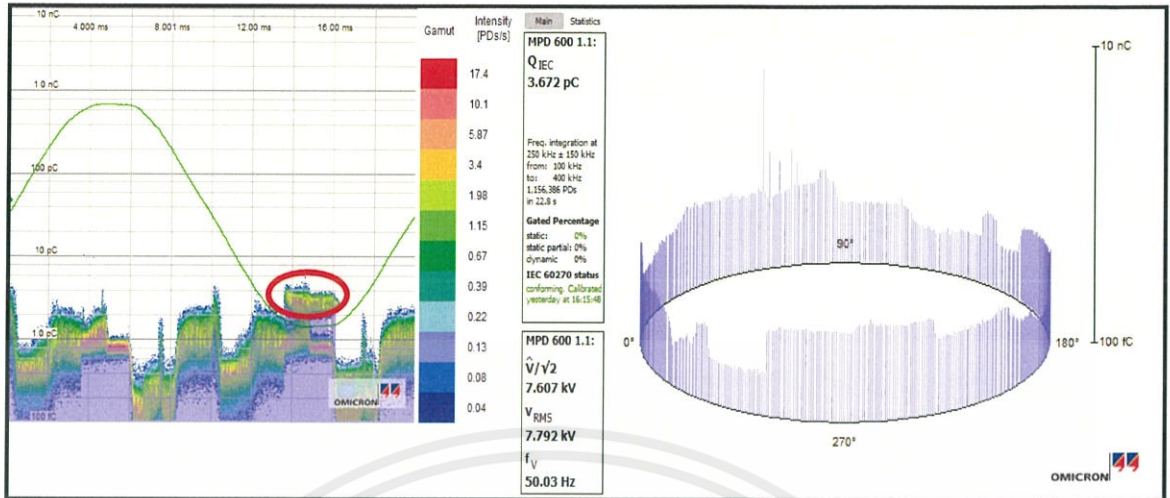 10 nC
4.000 ms
8.001 ms
12.00 ms
16.00 ms
1.0 nC
100 pC
10 pC
1.0 pC
100 fC
OMICRON
Gamut
Intensity
[PDs/s]
17.4
10.1
5.87
3.4
1.98
1.15
0.67
0.39
0.22
0.13
0.08
0.04
Main Statistics
MPD 600 1.1:
Q IEC
3.672 pC
Freq. integration at
250 kHz ± 150 kHz
from: 100 kHz
to: 400 kHz
1,156,386 PDs
in 22.8 s
Gated Percentage
static: 0%
static partial: 0%
dynamic 0%
IEC 60270 status
conforming. Calibrated
yesterday at 16:15:48
MPD 600 1.1:
V̂/√2
7.607 kV
V RMS
7.792 kV
f V
50.03 Hz
10 nC
90°
0°
180°
100 fC
270°
OMICRON